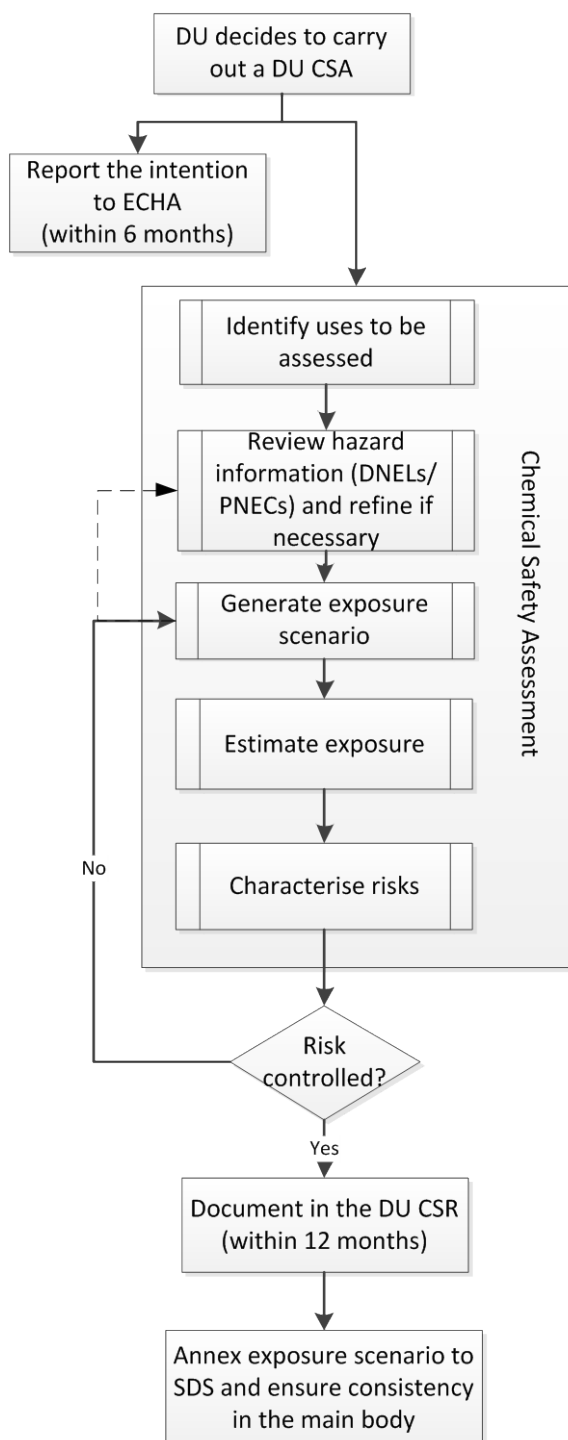 DU decides to carry
out a DU CSA
Report the intention
to ECHA
(within 6 months)
Identify uses to be
assessed
Review hazard
information (DNELs/
PNECs) and refine if
necessary
Generate exposure
scenario
Estimate exposure
Characterise risks
Chemical Safety Assessment
No
Risk
controlled?
Yes
Document in the DU CSR
(within 12 months)
Annex exposure scenario to
SDS and ensure consistency
in the main body